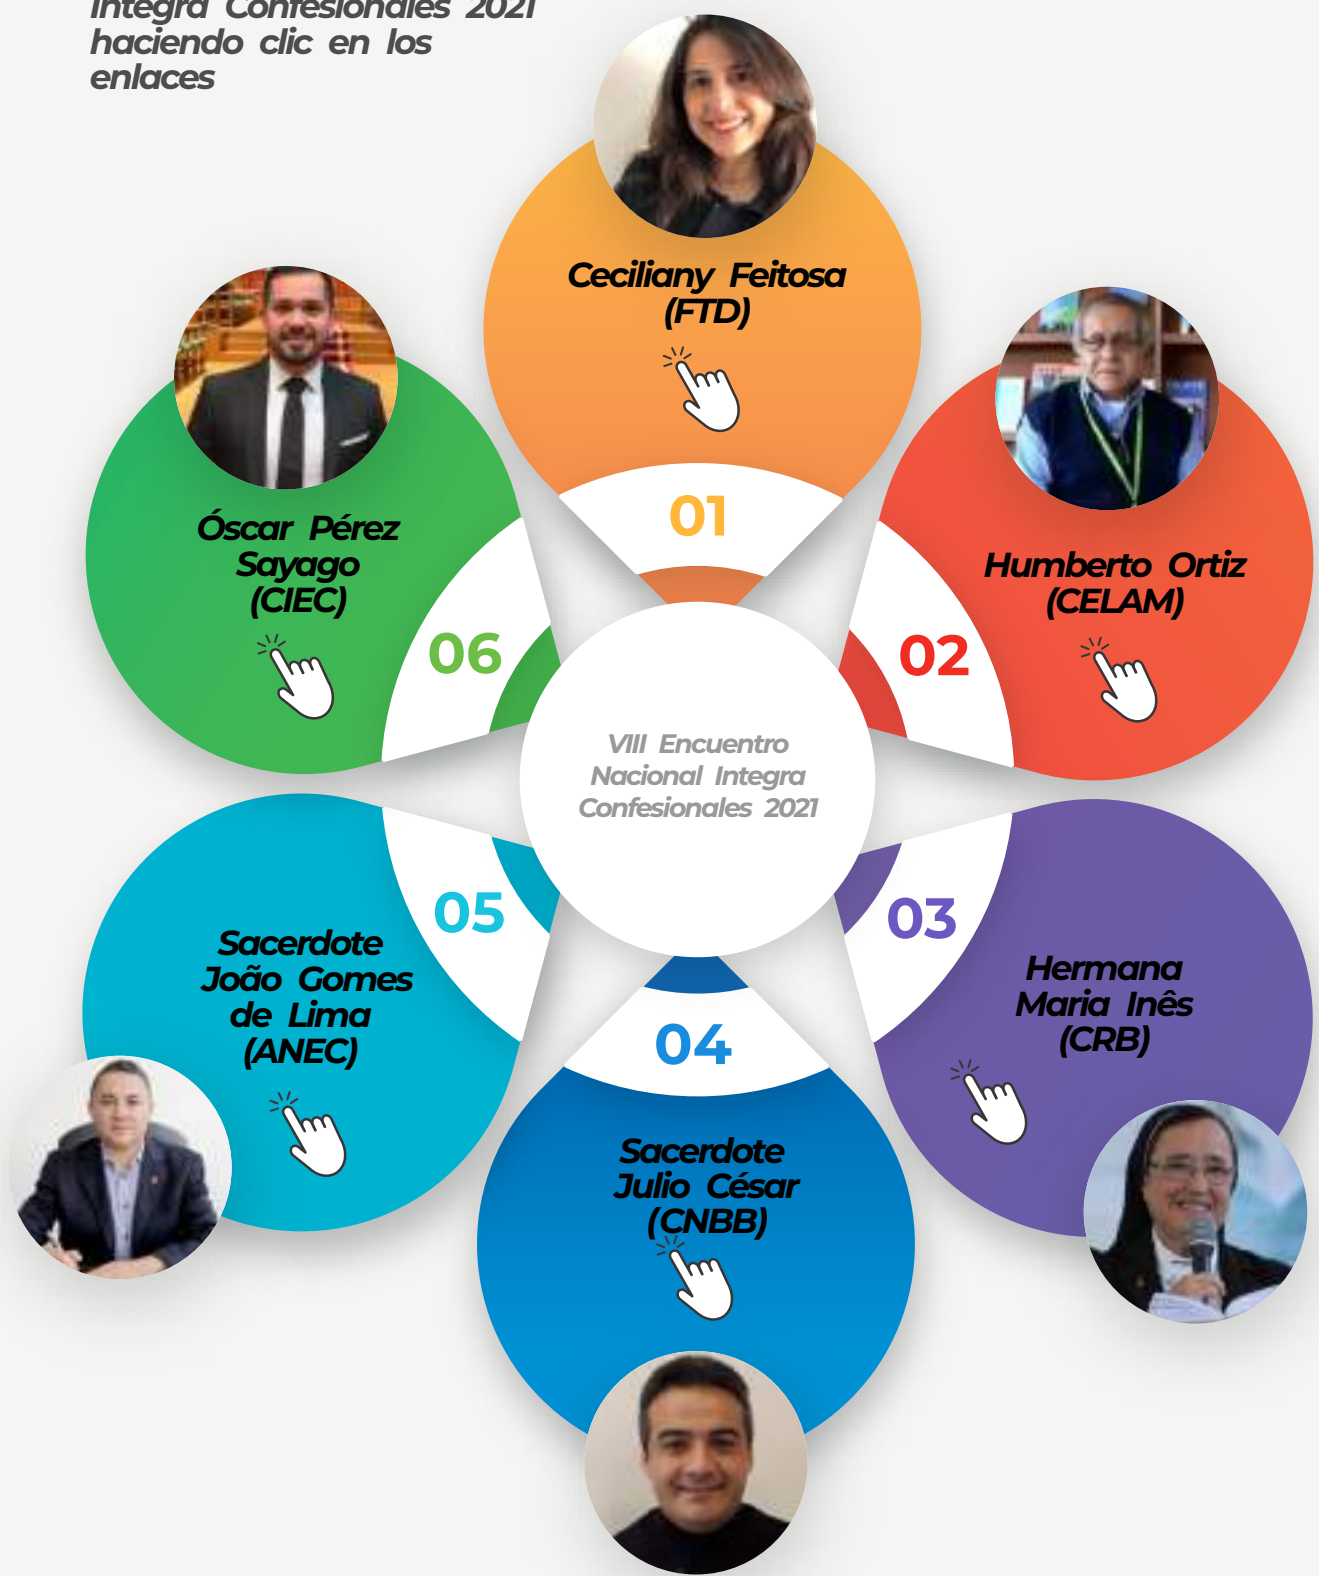 Integra Confesionales 2021
haciendo clic en los
enlaces
Ceciliany Feitosa
(FTD)
01
Humberto Ortiz
(CELAM)
02
Hermana
Maria Inês
(CRB)
03
Sacerdote
Julio César
(CNBB)
04
Sacerdote
João Gomes
de Lima
(ANEC)
05
Óscar Pérez
Sayago
(CIEC)
06
VIII Encuentro
Nacional Integra
Confesionales 2021